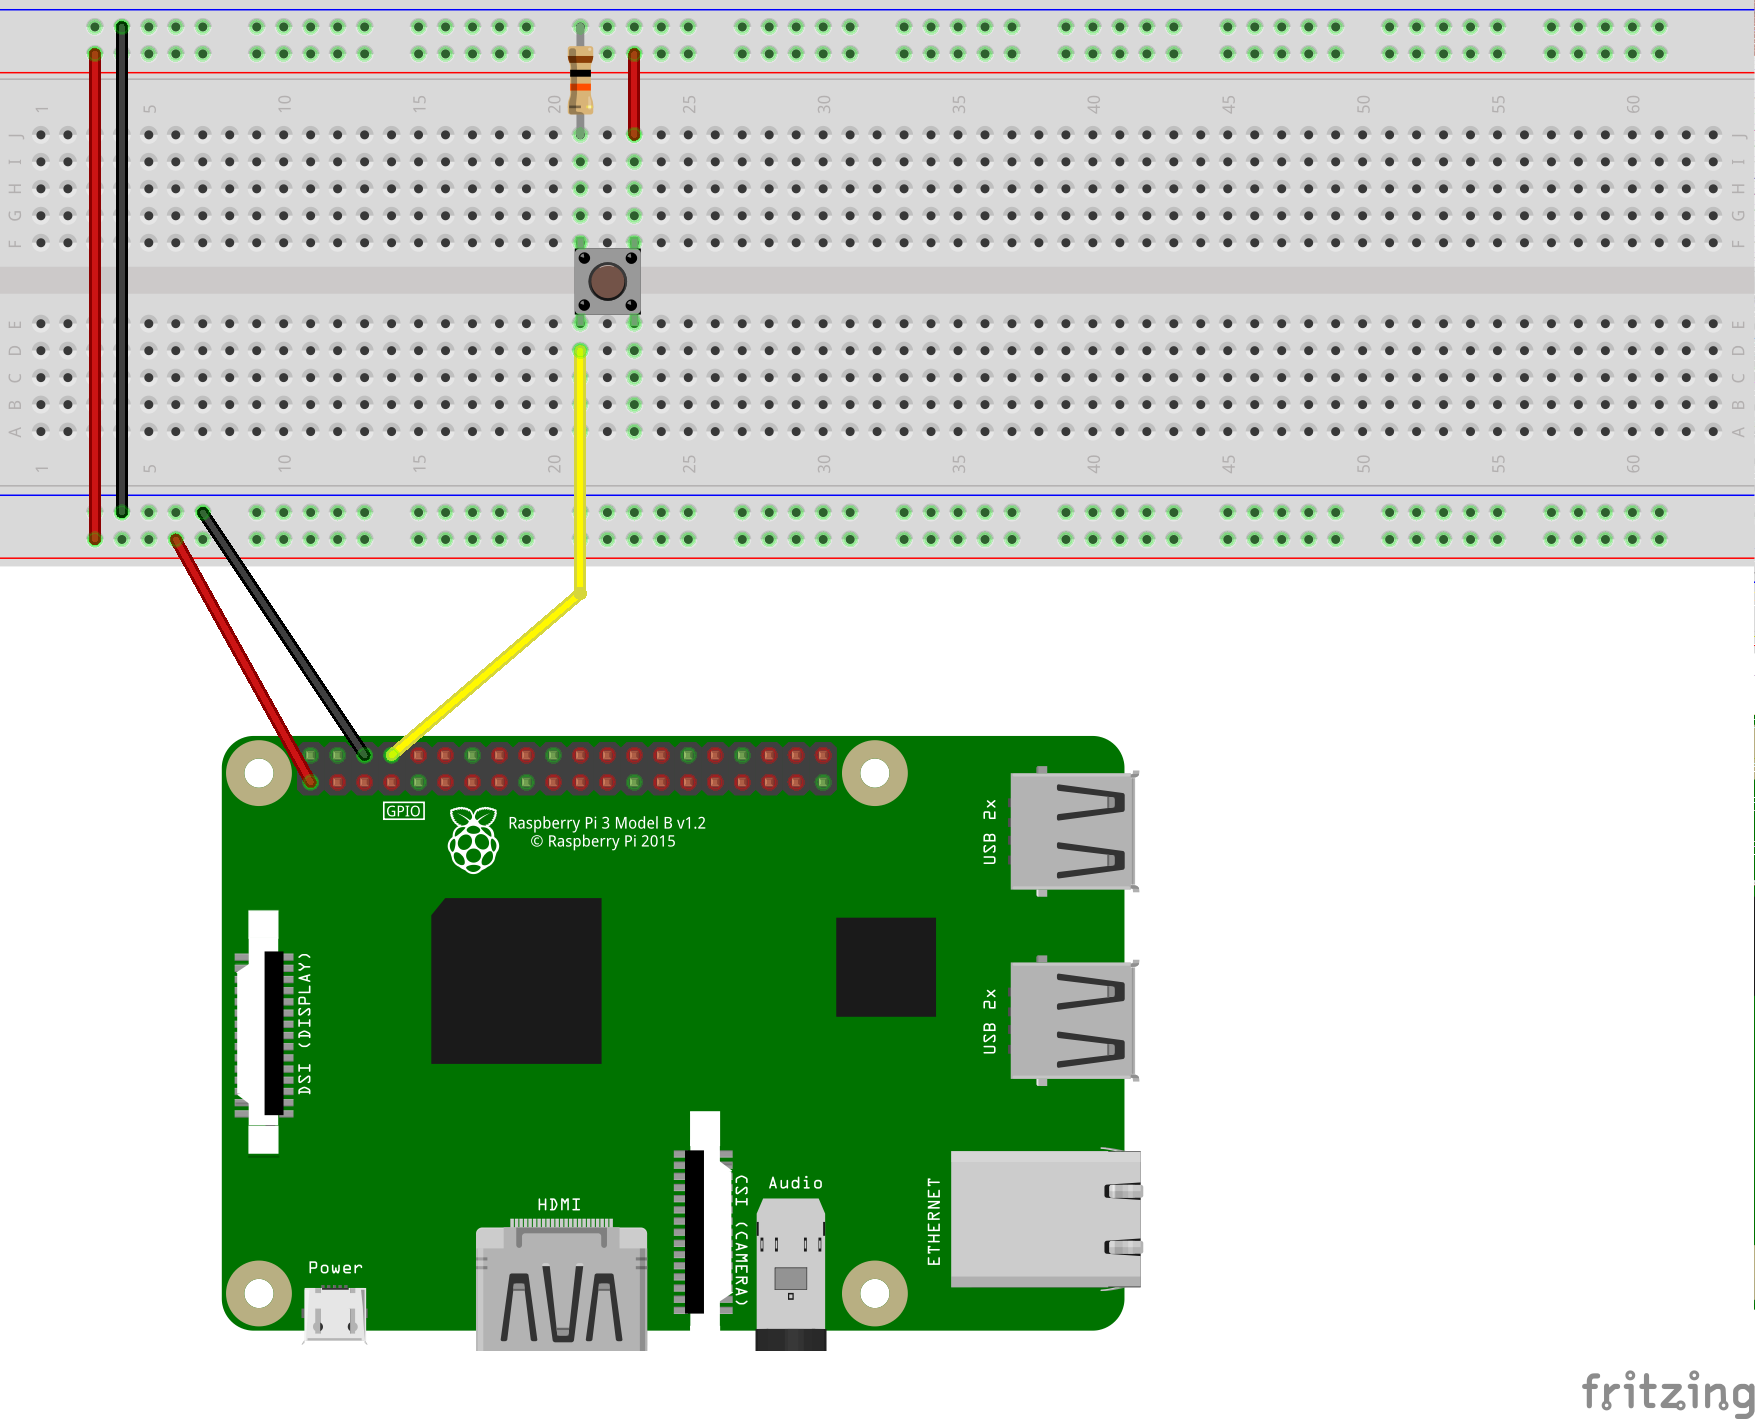 1 5 10 15 20 25 30 35 40 45 50 55 60
J J
I I
H H
G G
F F
E E
D D
C C
B B
A A
1 5 10 15 20 25 30 35 40 45 50 55 60
GPIO
Raspberry Pi 3 Model B v1.2
© Raspberry Pi 2015
USB 2x
USB 2x
DSI (DISPLAY)
CSI (CAMERA)
Audio
ETHERNET
HDMI
Power
fritzing